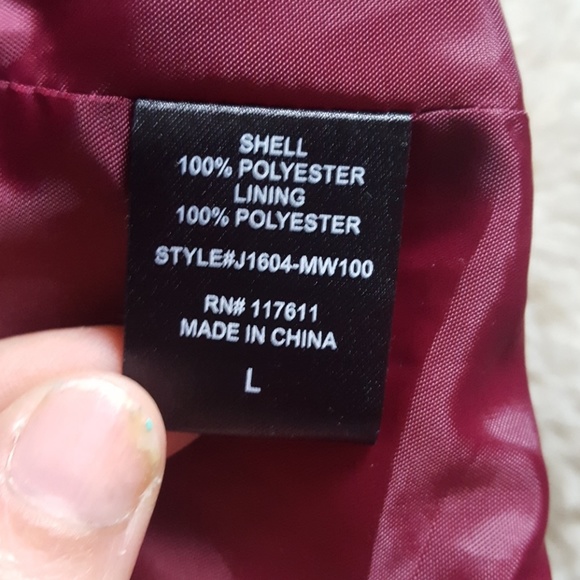 SHELL
100% POLYESTER
LINING
100% POLYESTER
STYLE#J1604-MW100
RN# 117611
MADE IN CHINA
L